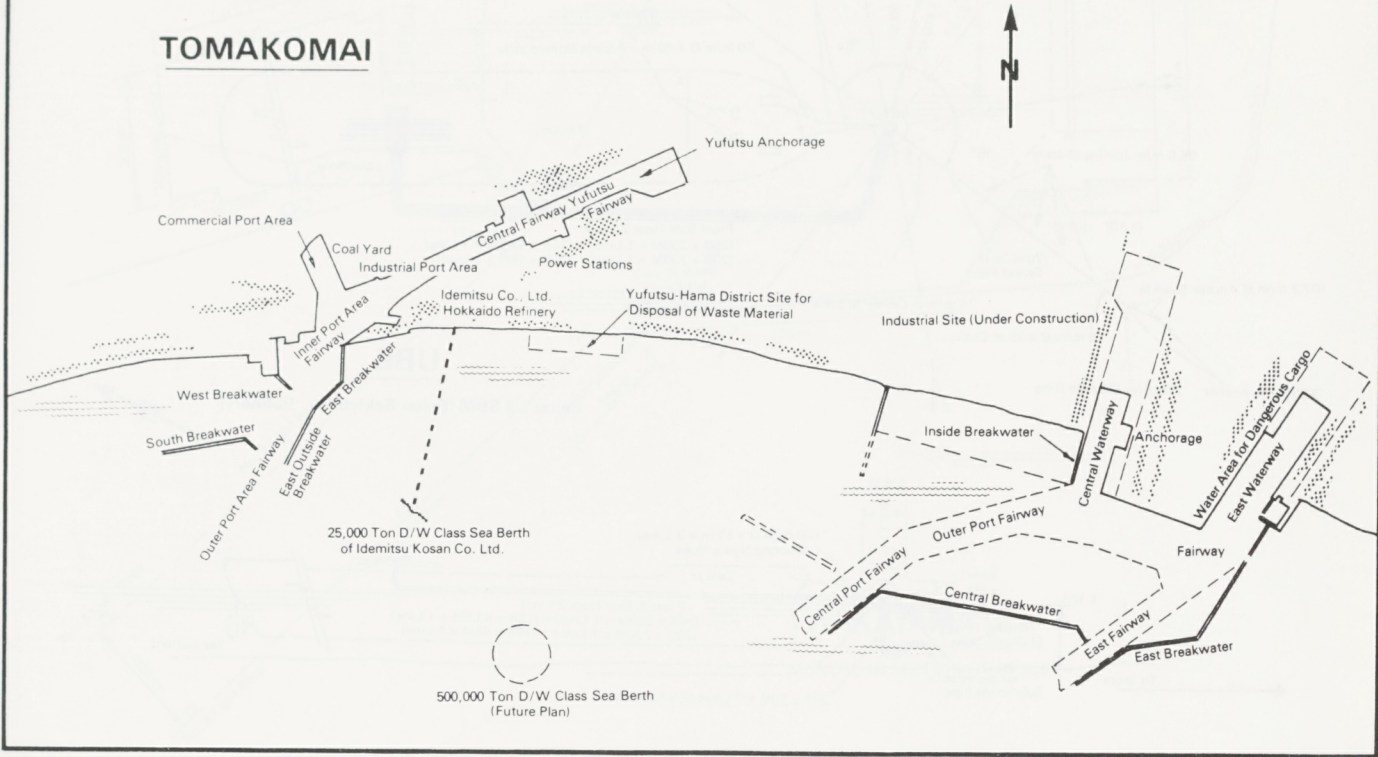 TOMAKOMAI
N
Yufutsu Anchorage
Commercial Port Area
Coal Yard
Industrial Port Area
Central Fairway
Yufutsu
Fairway
Power Stations
Inner Port Area
Fairway
Idemitsu Co., Ltd.
Hokkaido Refinery
Yufutsu-Hama District Site for
Disposal of Waste Material
Industrial Site (Under Construction)
West Breakwater
East Breakwater
South Breakwater
Outer Port Area Fairway
East Outside
Breakwater
25,000 Ton D/W Class Sea Berth
of Idemitsu Kosan Co. Ltd.
500,000 Ton D/W Class Sea Berth
(Future Plan)
Inside Breakwater
Central Waterway
Anchorage
Water Area for Dangerous Cargo
East Waterway
Fairway
Outer Port Fairway
Central Port Fairway
Central Breakwater
East Fairway
East Breakwater